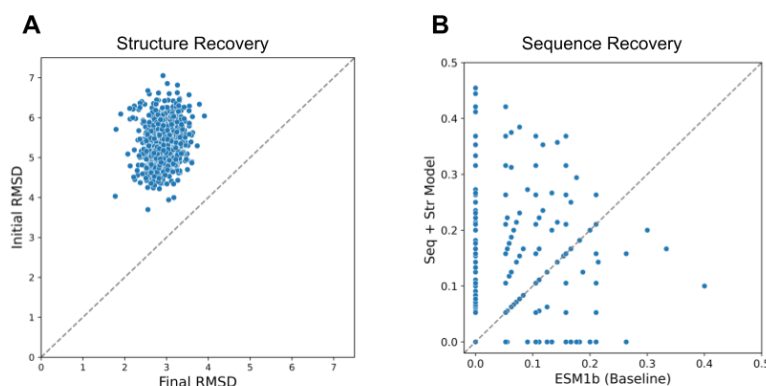 A
Structure Recovery
7
6
5
4
3
2
1
0
Initial RMSD
0 1 2 3 4 5 6 7
Final RMSD
B
Sequence Recovery
0.5
0.4
0.3
0.2
0.1
0.0
Seq + Str Model
0.0 0.1 0.2 0.3 0.4 0.5
ESM1b (Baseline)